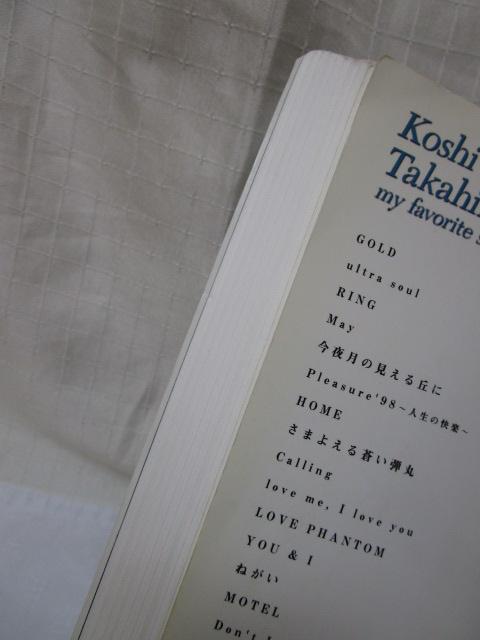 Koshi
Takahi
my favorite s
GOLD
ultra soul
RING
May
今夜月の見える丘に
Pleasure'98～人生の快楽～
HOME
さまよえる蒼い弾丸
Calling
love me, I love you
LOVE PHANTOM
YOU & I
ねがい
MOTEL
Don't